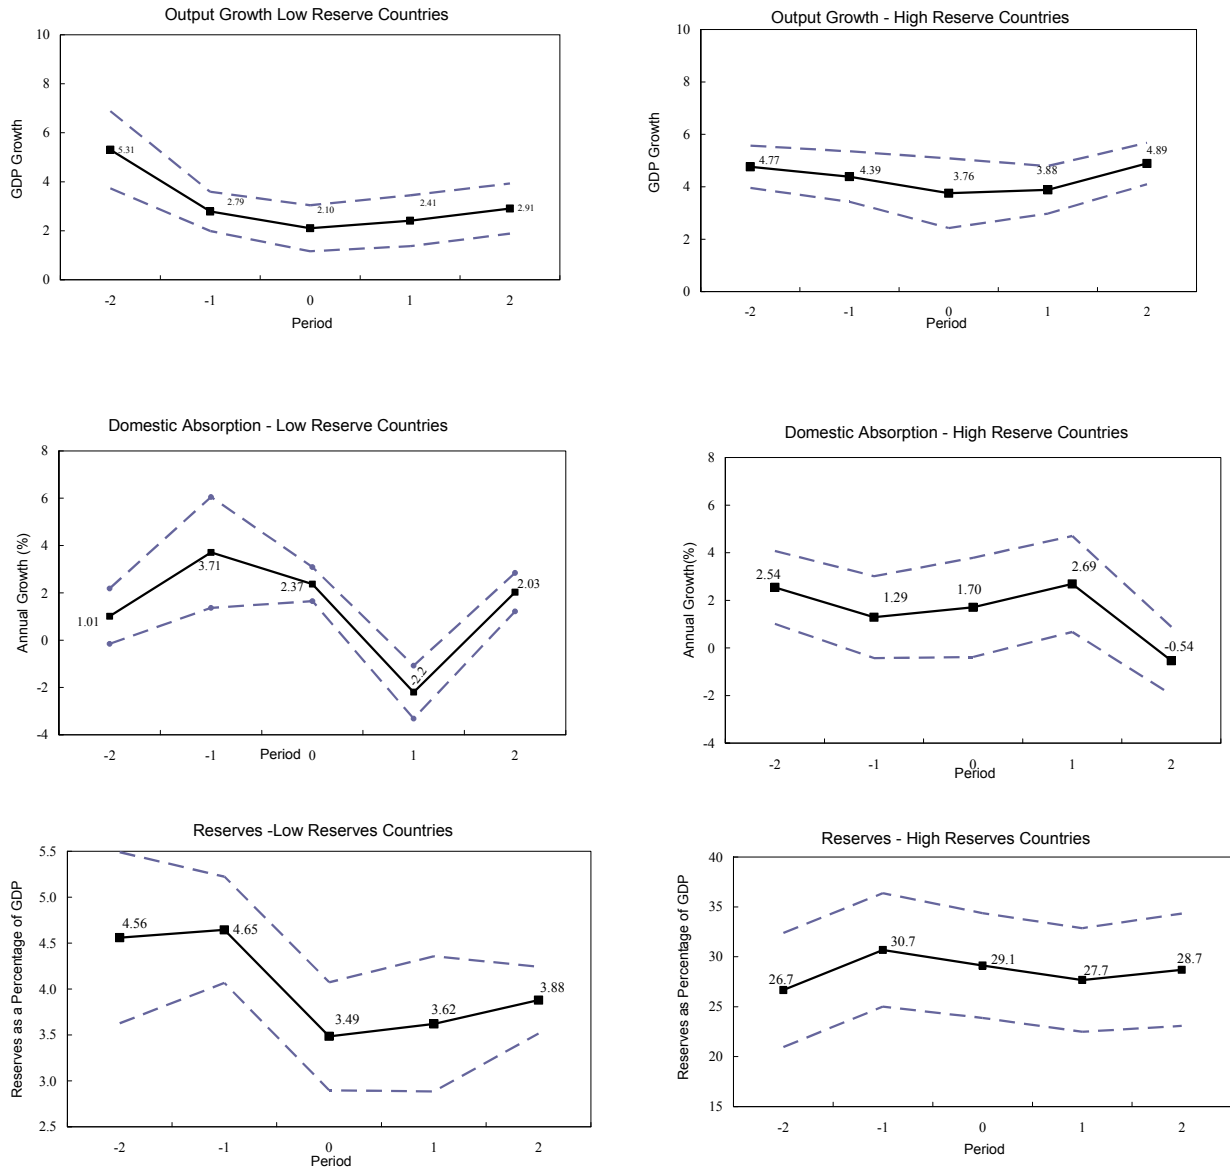 Output Growth Low Reserve Countries
10
8
6
4
2
0
GDP Growth
5.31
2.79
2.10
2.41
2.91
-2 -1 0 1 2
Period
Output Growth - High Reserve Countries
10
8
6
4
2
0
GDP Growth
4.77
4.39
3.76
3.88
4.89
-2 -1 0 1 2
Period
Domestic Absorption - Low Reserve Countries
8
6
4
2
0
-2
-4
Annual Growth (%)
1.01
3.71
2.37
-2.2
2.03
-2 -1 0 1 2
Period
Domestic Absorption - High Reserve Countries
8
6
4
2
0
-2
-4
Annual Growth(%)
2.54
1.29
1.70
2.69
-0.54
-2 -1 0 1 2
Period
Reserves -Low Reserves Countries
5.5
5.0
4.5
4.0
3.5
3.0
2.5
Reserves as a Percentage of GDP
4.56
4.65
3.49
3.62
3.88
-2 -1 0 1 2
Period
Reserves - High Reserves Countries
40
35
30
25
20
15
Reserves as Percentage of GDP
26.7
30.7
29.1
27.7
28.7
-2 -1 0 1 2
Period